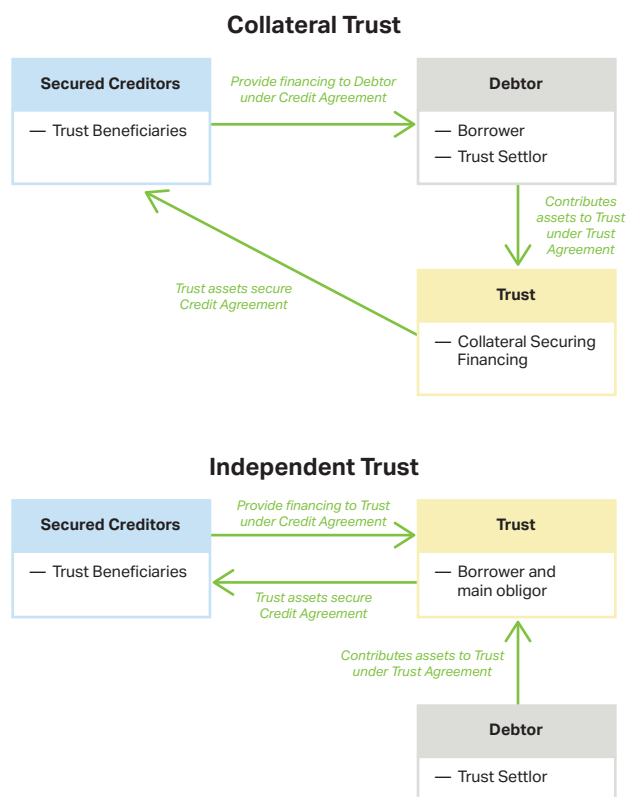 Collateral Trust
Secured Creditors
— Trust Beneficiaries
Provide financing to Debtor
under Credit Agreement
Debtor
— Borrower
— Trust Settlor
Contributes
assets to Trust
under Trust
Agreement
Trust assets secure
Credit Agreement
Trust
— Collateral Securing
Financing
Independent Trust
Secured Creditors
— Trust Beneficiaries
Provide financing to Trust
under Credit Agreement
Trust
— Borrower and
main obligor
Trust assets secure
Credit Agreement
Contributes assets to Trust
under Trust Agreement
Debtor
— Trust Settlor